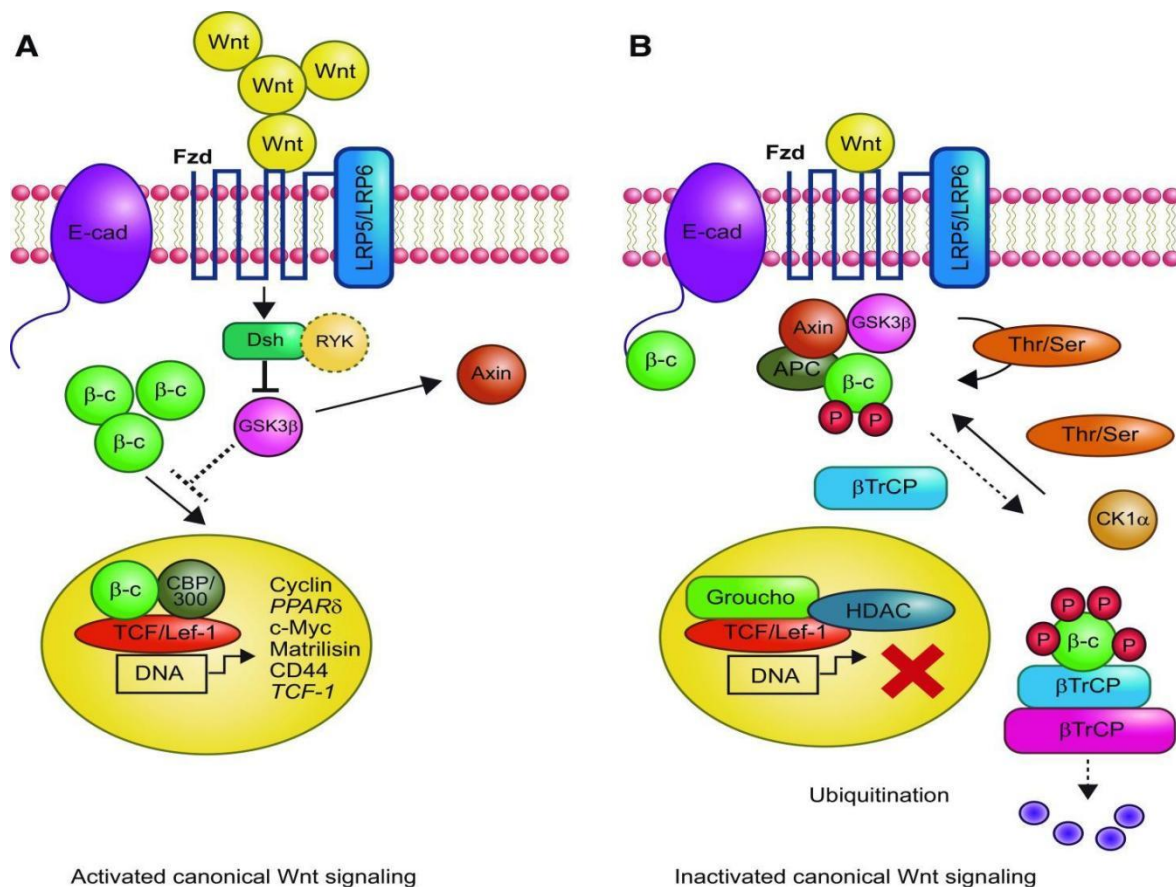 A
Wnt
Wnt
Wnt
Wnt
Fzd
E-cad
LRP5/LRP6
Dsh
RYK
Axin
β-c
β-c
β-c
GSK3β
β-c
CBP/
300
TCF/Lef-1
DNA
Cyclin
PPARδ
c-Myc
Matrilisin
CD44
TCF-1
Activated canonical Wnt signaling
B
Wnt
Fzd
E-cad
LRP5/LRP6
β-c
Axin
GSK3β
APC
β-c
P
P
Thr/Ser
Thr/Ser
βTrCP
CK1α
Groucho
HDAC
TCF/Lef-1
DNA
P
P
P
P
β-c
βTrCP
βTrCP
Ubiquitination
Inactivated canonical Wnt signaling